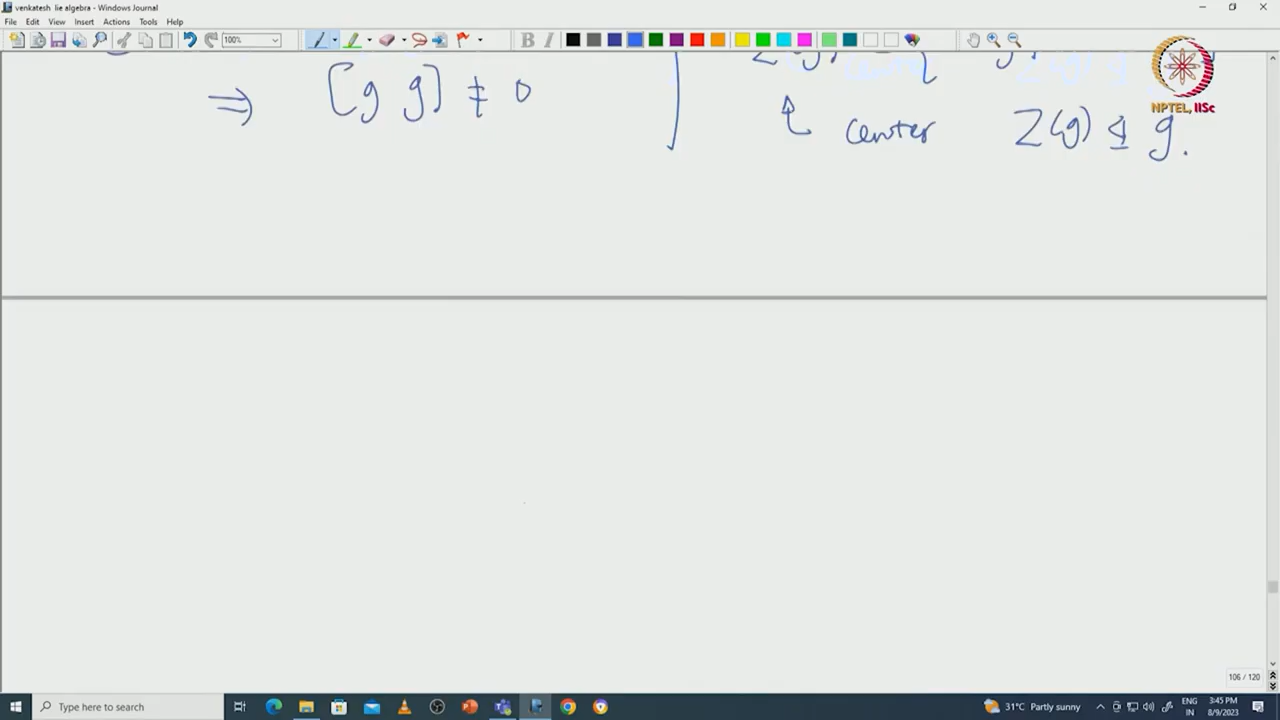 venkatesh lie algebra - Windows Journal
File Edit View Insert Actions Tools Help
100%
B I
NPTEL, IISc
⇒ [g g] ≠ 0
center Z(g) ⊴ g.
106 / 120
Type here to search
31°C Partly sunny
ENG
IN
3:45 PM
8/9/2023